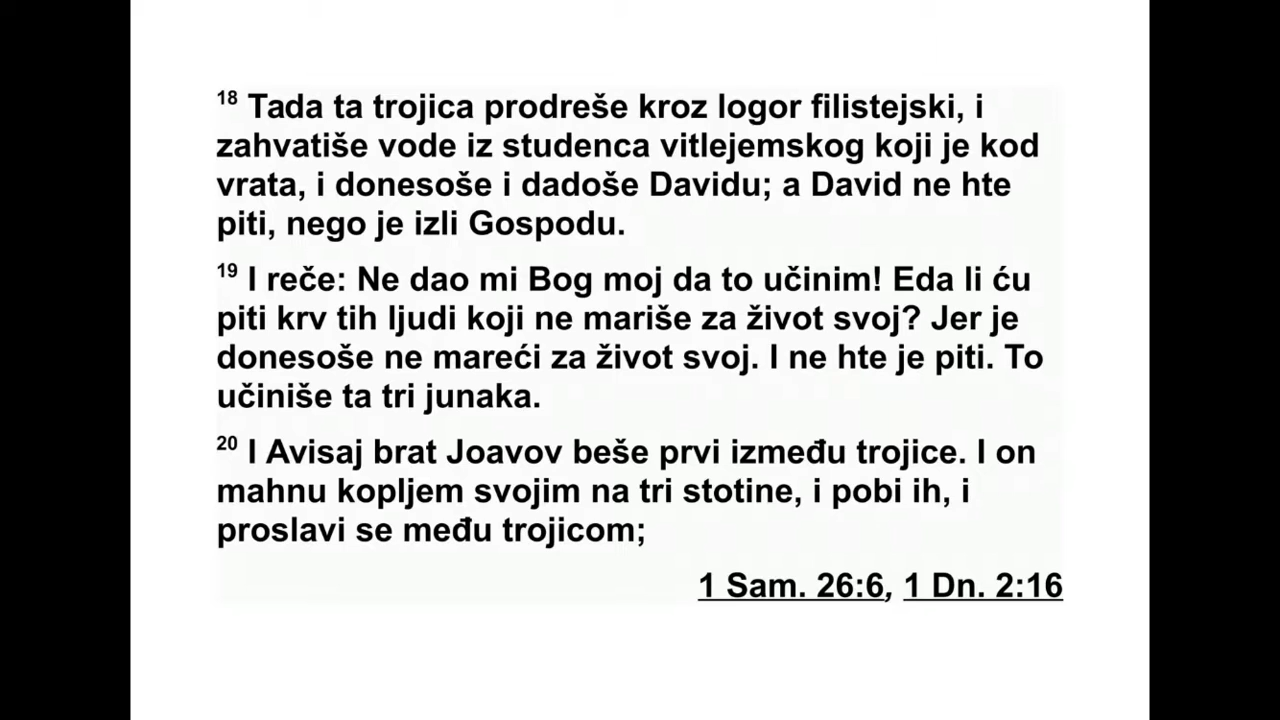 18 Tada ta trojica prodreše kroz logor filistejski, i
zahvatiše vode iz studenca vitlejemskog koji je kod
vrata, i donesoše i dadoše Davidu; a David ne hte
piti, nego je izli Gospodu.
19 I reče: Ne dao mi Bog moj da to učinim! Eda li ću
piti krv tih ljudi koji ne mariše za život svoj? Jer je
donesoše ne mareći za život svoj. I ne hte je piti. To
učiniše ta tri junaka.
20 I Avisaj brat Joavov beše prvi između trojice. I on
mahnu kopljem svojim na tri stotine, i pobi ih, i
proslavi se među trojicom;
1 Sam. 26:6, 1 Dn. 2:16